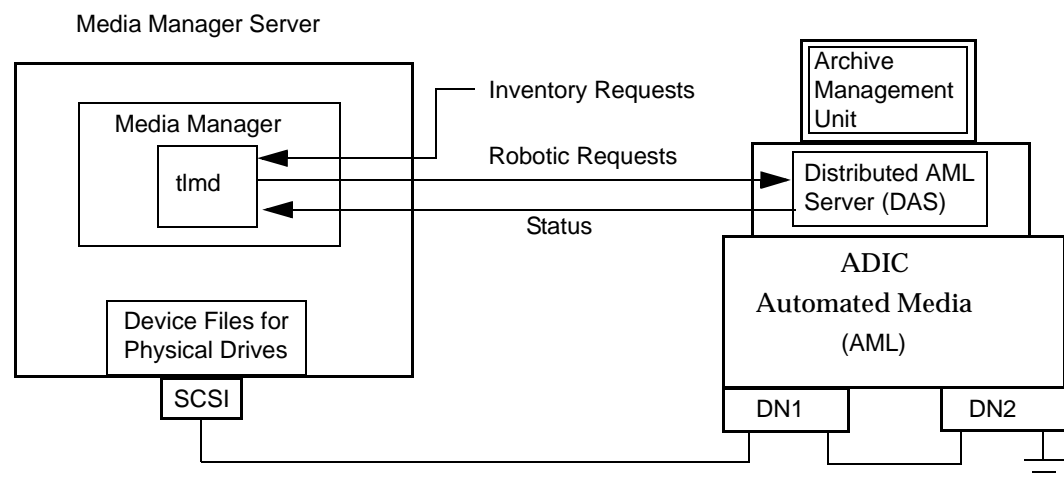 Media Manager Server
Media Manager
tlmd
Inventory Requests
Robotic Requests
Status
Archive
Management
Unit
Distributed AML
Server (DAS)
ADIC
Automated Media
(AML)
Device Files for
Physical Drives
SCSI
DN1
DN2